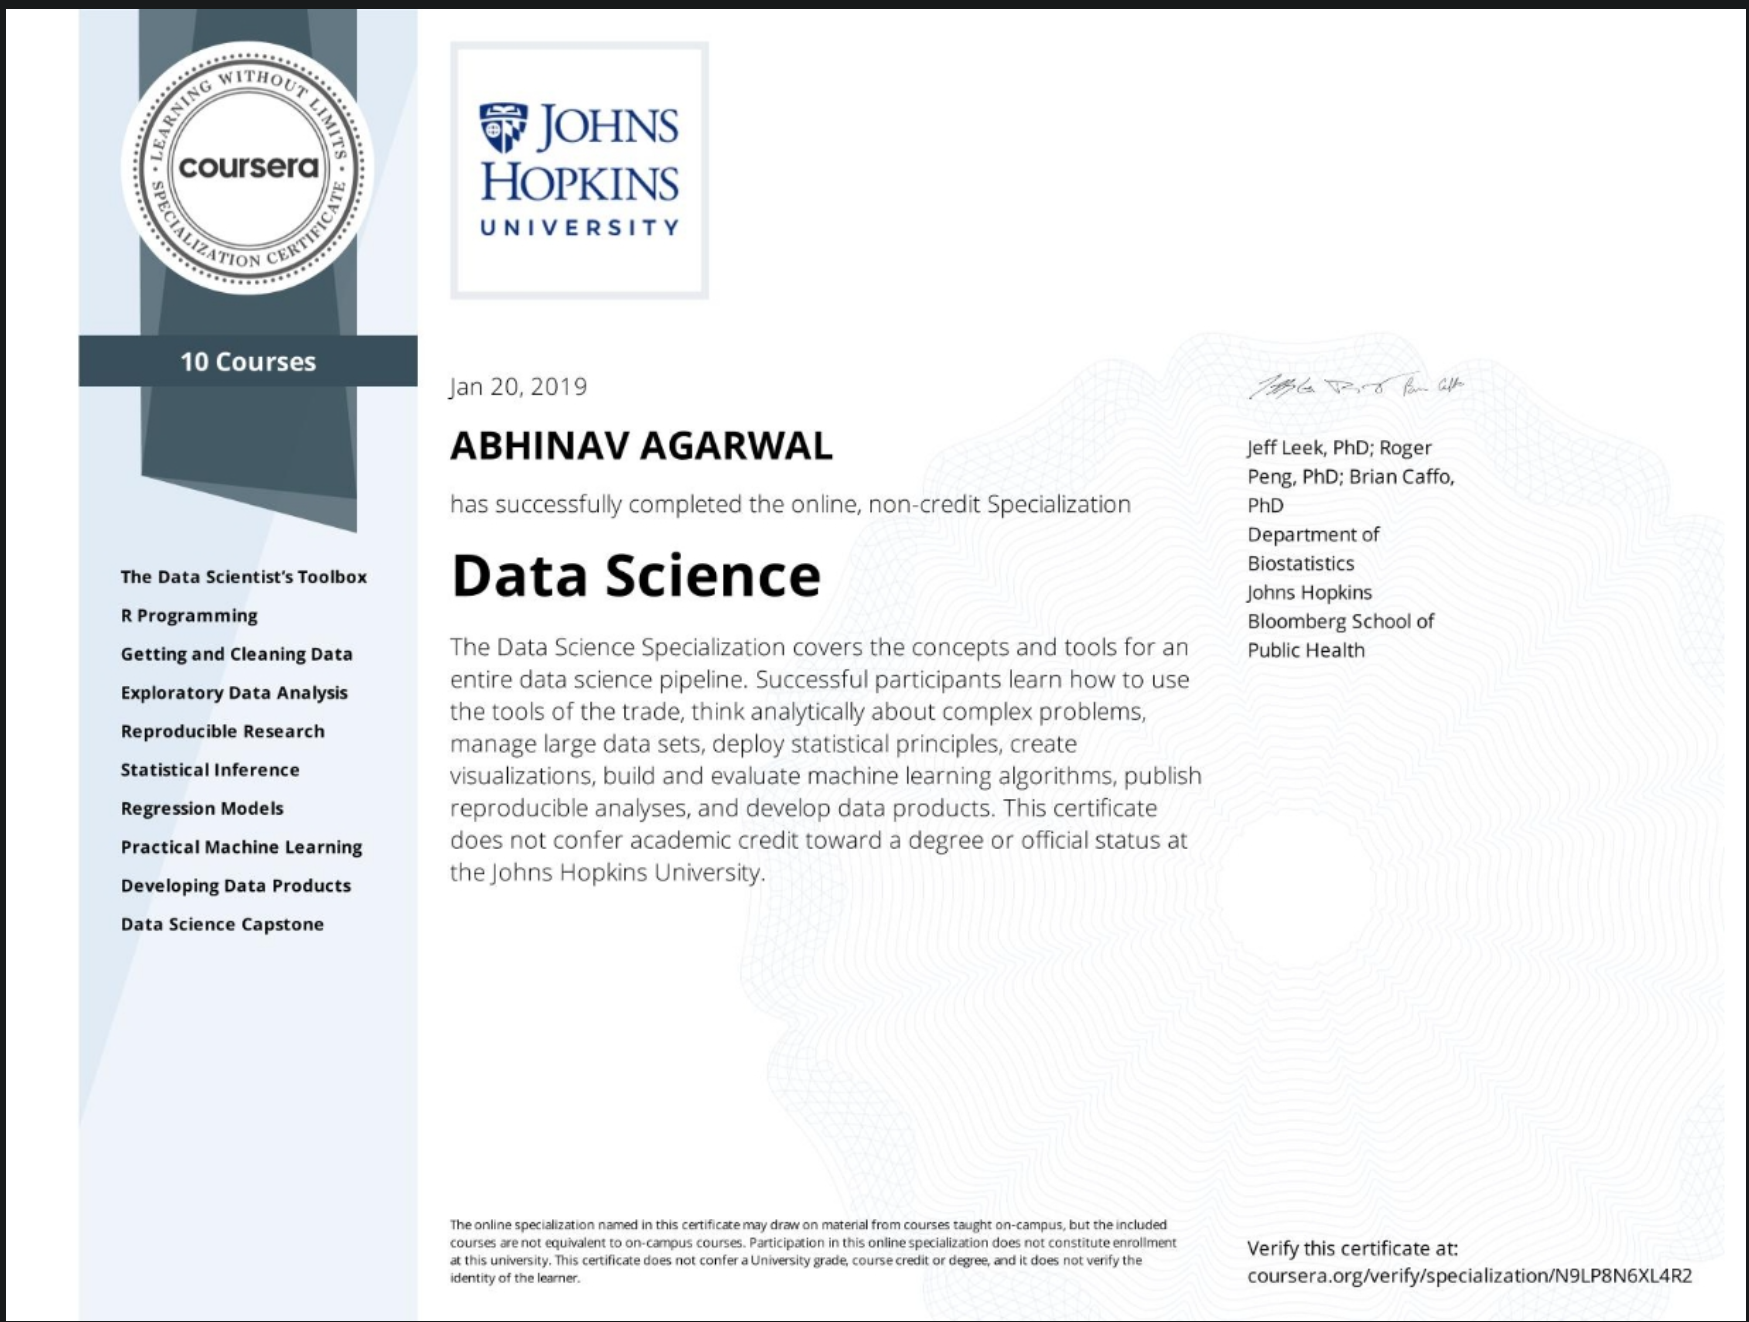 LEARNING WITHOUT LIMITS
coursera
SPECIALIZATION CERTIFICATE
10 Courses
The Data Scientist's Toolbox
R Programming
Getting and Cleaning Data
Exploratory Data Analysis
Reproducible Research
Statistical Inference
Regression Models
Practical Machine Learning
Developing Data Products
Data Science Capstone
JOHNS
HOPKINS
UNIVERSITY
Jan 20, 2019
ABHINAV AGARWAL
has successfully completed the online, non-credit Specialization
Data Science
The Data Science Specialization covers the concepts and tools for an
entire data science pipeline. Successful participants learn how to use
the tools of the trade, think analytically about complex problems,
manage large data sets, deploy statistical principles, create
visualizations, build and evaluate machine learning algorithms, publish
reproducible analyses, and develop data products. This certificate
does not confer academic credit toward a degree or official status at
the Johns Hopkins University.
Jeff Leek, PhD; Roger
Peng, PhD; Brian Caffo,
PhD
Department of
Biostatistics
Johns Hopkins
Bloomberg School of
Public Health
The online specialization named in this certificate may draw on material from courses taught on-campus, but the included
courses are not equivalent to on-campus courses. Participation in this online specialization does not constitute enrollment
at this university. This certificate does not confer a University grade, course credit or degree, and it does not verify the
identity of the learner.
Verify this certificate at:
coursera.org/verify/specialization/N9LP8N6XL4R2